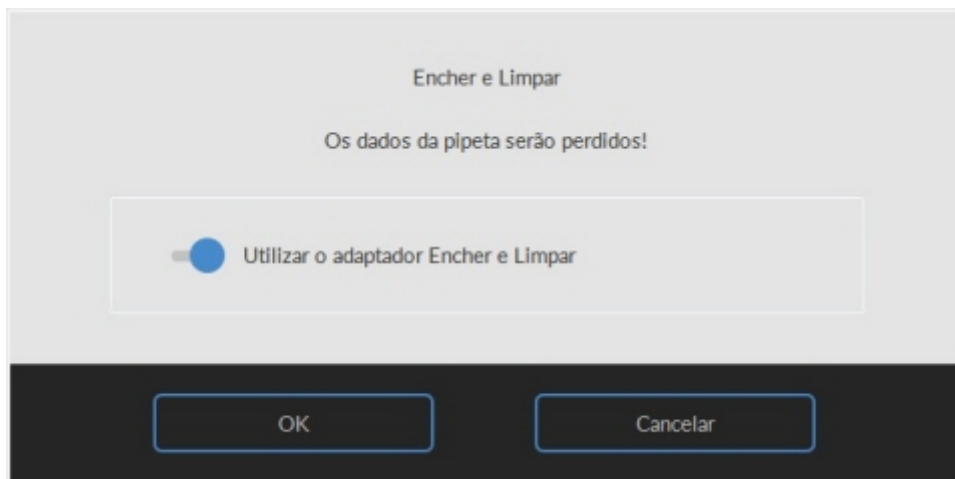 Encher e Limpar
Os dados da pipeta serão perdidos!
Utilizar o adaptador Encher e Limpar
OK
Cancelar